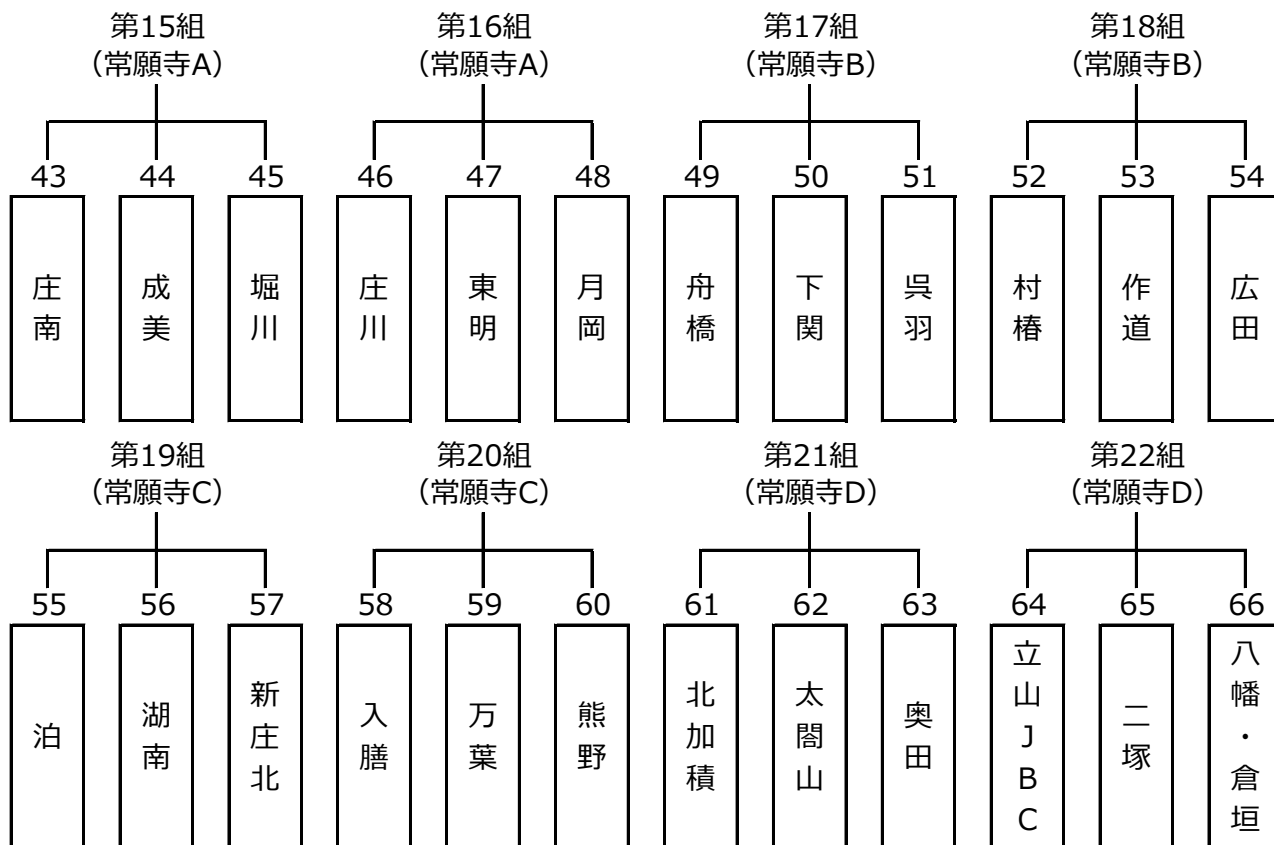 第15組 第16組 第17組 第18組
（常願寺A） （常願寺A） （常願寺B） （常願寺B）
43 44 45 46 47 48 49 50 51 52 53 54
庄南
成美
堀川
庄川
東明
月岡
舟橋
下関
呉羽
村椿
作道
広田
第19組 第20組 第21組 第22組
（常願寺C） （常願寺C） （常願寺D） （常願寺D）
55 56 57 58 59 60 61 62 63 64 65 66
泊
湖南
新庄北
入膳
万葉
熊野
北加積
太閤山
奥田
立山JBC
二塚
八幡・倉垣